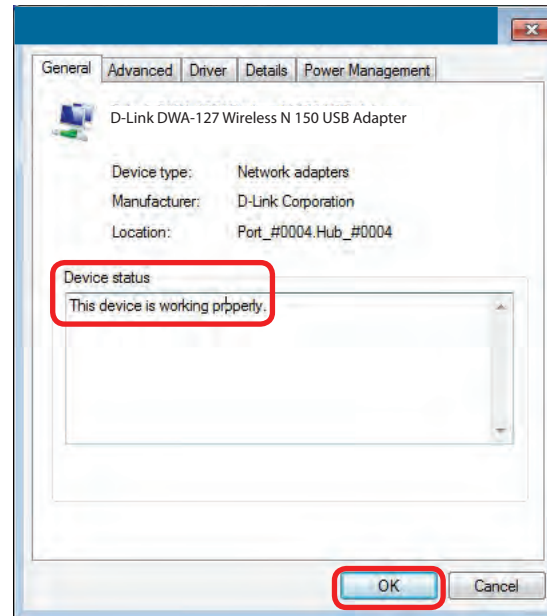 General Advanced Driver Details Power Management
D-Link DWA-127 Wireless N 150 USB Adapter
Device type: Network adapters
Manufacturer: D-Link Corporation
Location: Port_#0004.Hub_#0004
Device status
This device is working properly.
OK Cancel